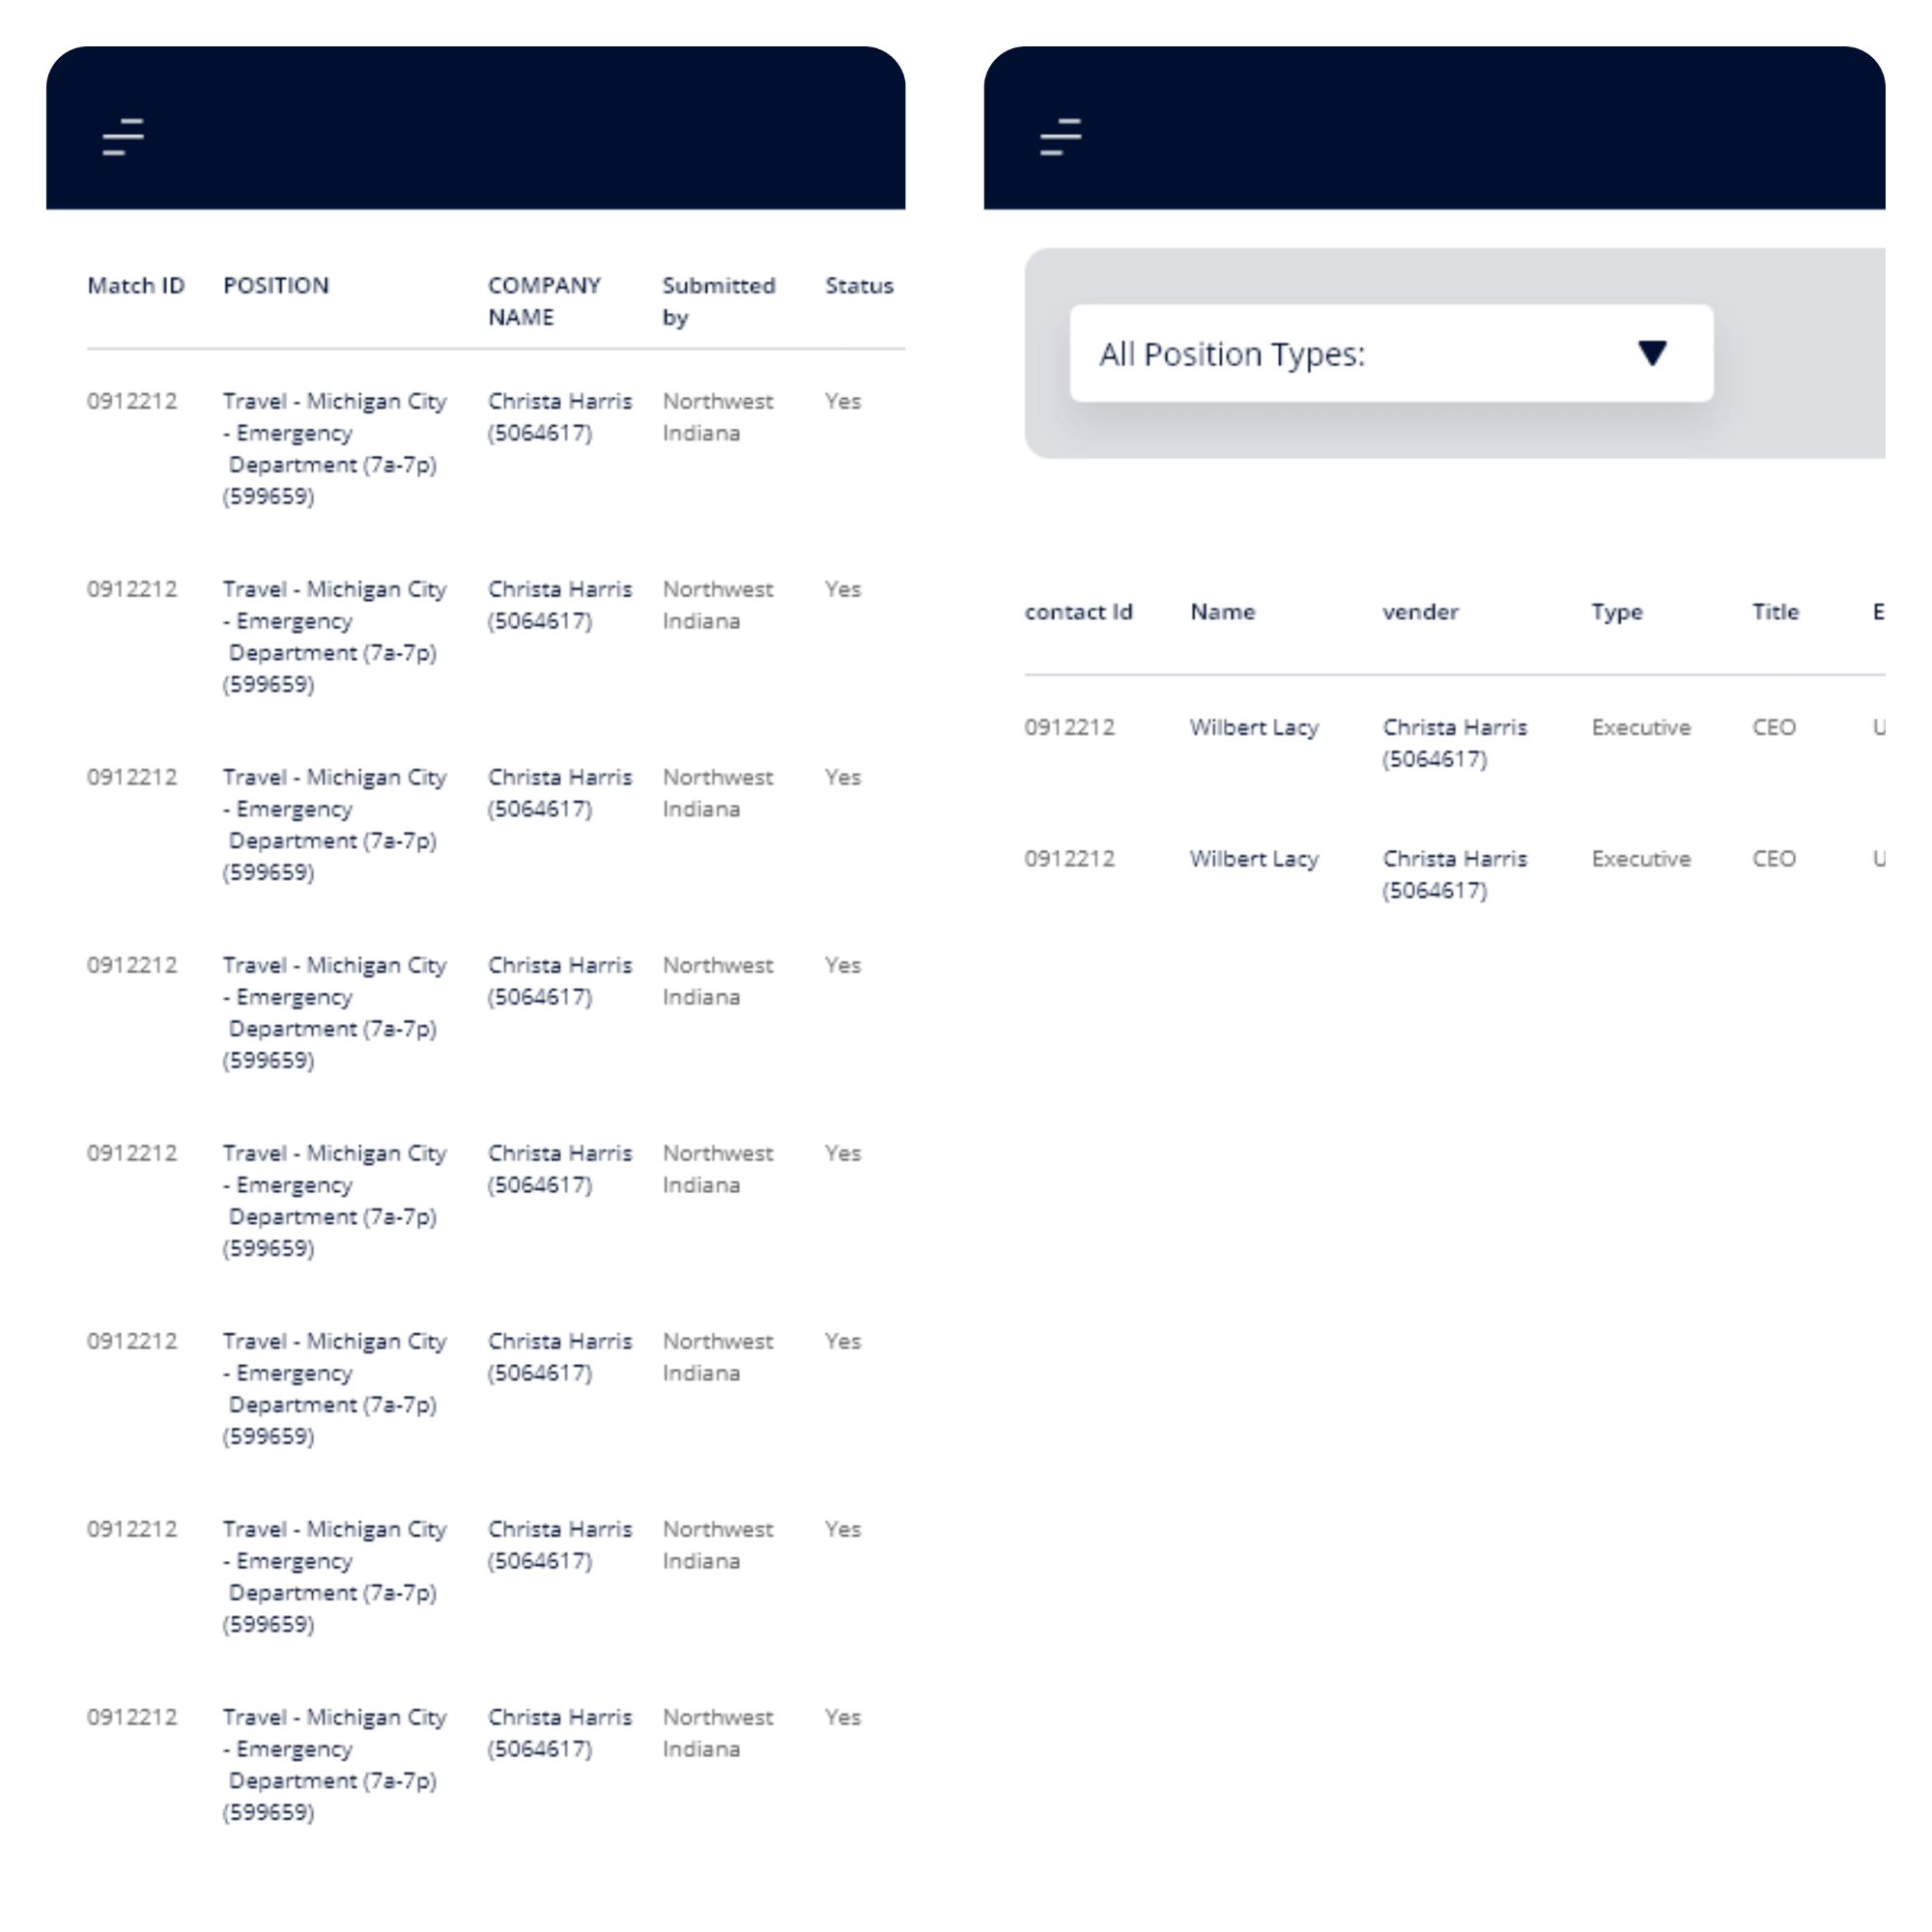 Match ID POSITION COMPANY Submitted Status
NAME by
0912212 Travel - Michigan City Christa Harris Northwest Yes
- Emergency (5064617) Indiana
Department (7a-7p)
(599659)
0912212 Travel - Michigan City Christa Harris Northwest Yes
- Emergency (5064617) Indiana
Department (7a-7p)
(599659)
0912212 Travel - Michigan City Christa Harris Northwest Yes
- Emergency (5064617) Indiana
Department (7a-7p)
(599659)
0912212 Travel - Michigan City Christa Harris Northwest Yes
- Emergency (5064617) Indiana
Department (7a-7p)
(599659)
0912212 Travel - Michigan City Christa Harris Northwest Yes
- Emergency (5064617) Indiana
Department (7a-7p)
(599659)
0912212 Travel - Michigan City Christa Harris Northwest Yes
- Emergency (5064617) Indiana
Department (7a-7p)
(599659)
0912212 Travel - Michigan City Christa Harris Northwest Yes
- Emergency (5064617) Indiana
Department (7a-7p)
(599659)
0912212 Travel - Michigan City Christa Harris Northwest Yes
- Emergency (5064617) Indiana
Department (7a-7p)
(599659)
All Position Types:
contact Id Name vender Type Title
0912212 Wilbert Lacy Christa Harris Executive CEO
(5064617)
0912212 Wilbert Lacy Christa Harris Executive CEO
(5064617)